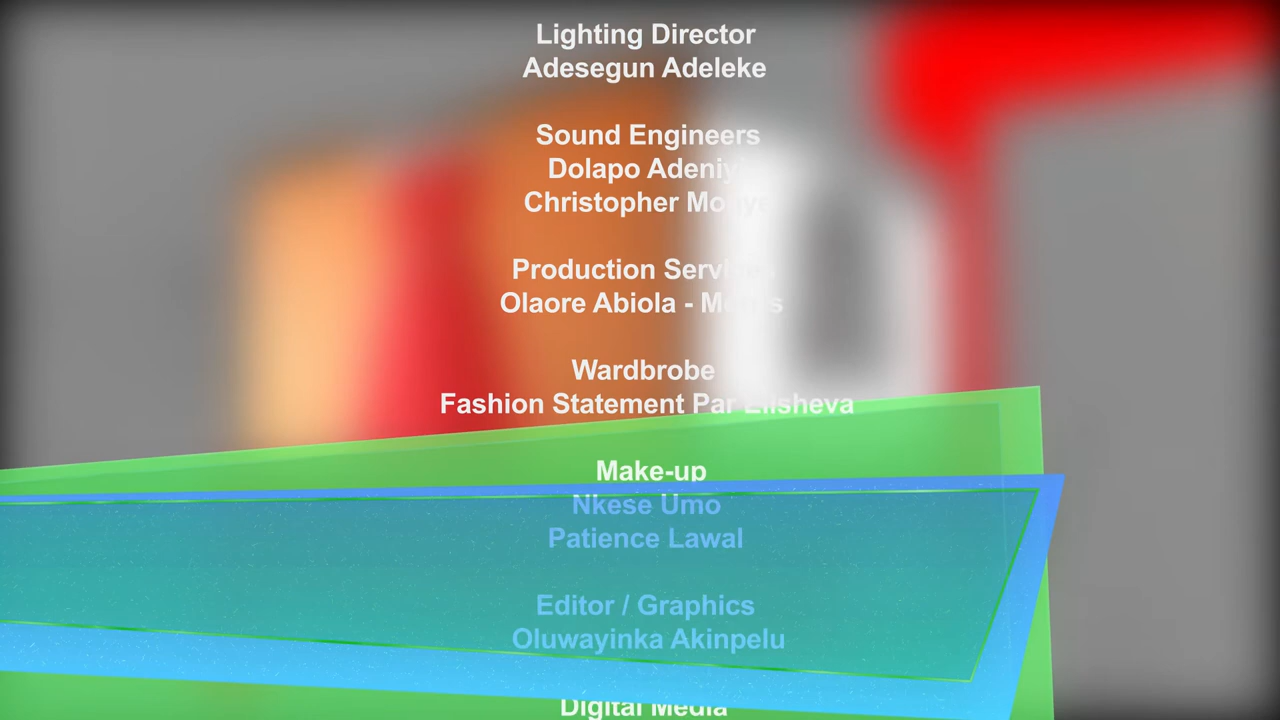 Lighting Director
Adesegun Adeleke
Sound Engineers
Dolapo Adeniyi
Christopher
Production
Olaore Abiola -
Wardbrobe
Fashion Statement Par Elisheva
Make-up
Nkese Umo
Patience Lawal
Editor / Graphics
Oluwayinka Akinpelu
Digital Media